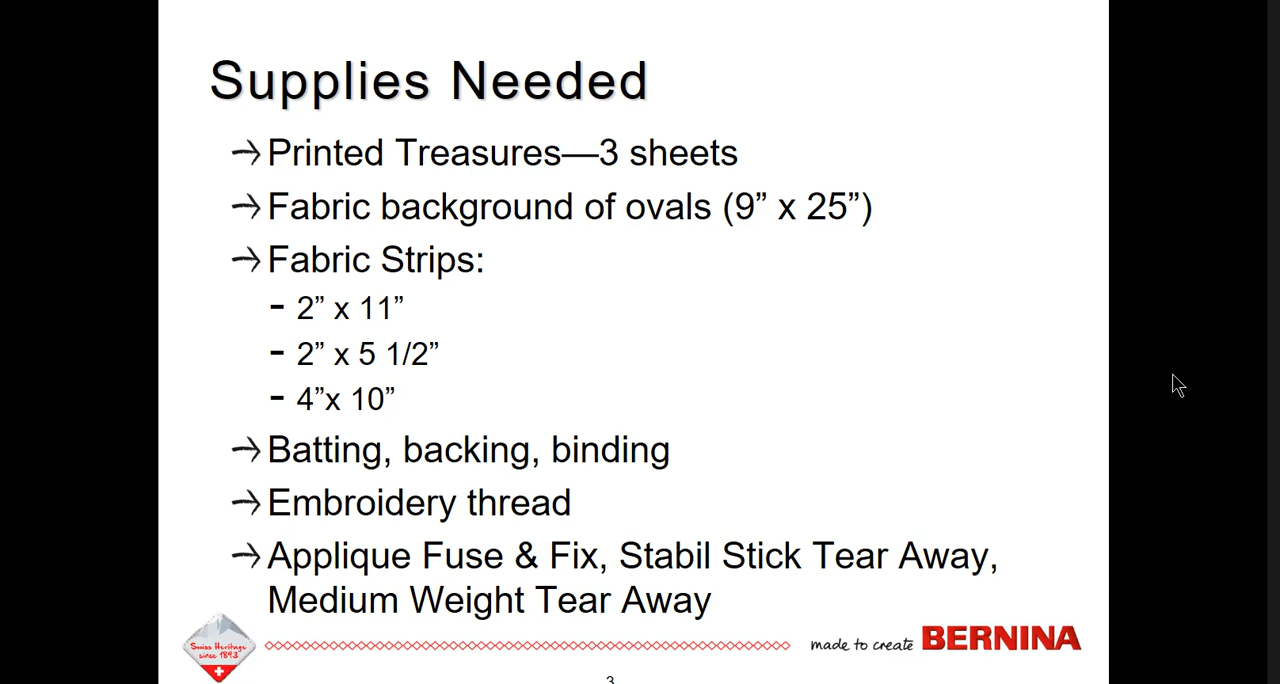 Supplies Needed
Printed Treasures—3 sheets
Fabric background of ovals (9” x 25”)
Fabric Strips:
- 2” x 11”
- 2” x 5 1/2”
- 4”x 10”
Batting, backing, binding
Embroidery thread
Applique Fuse & Fix, Stabil Stick Tear Away,
Medium Weight Tear Away
Swiss Heritage
since 1893
made to create BERNINA
3